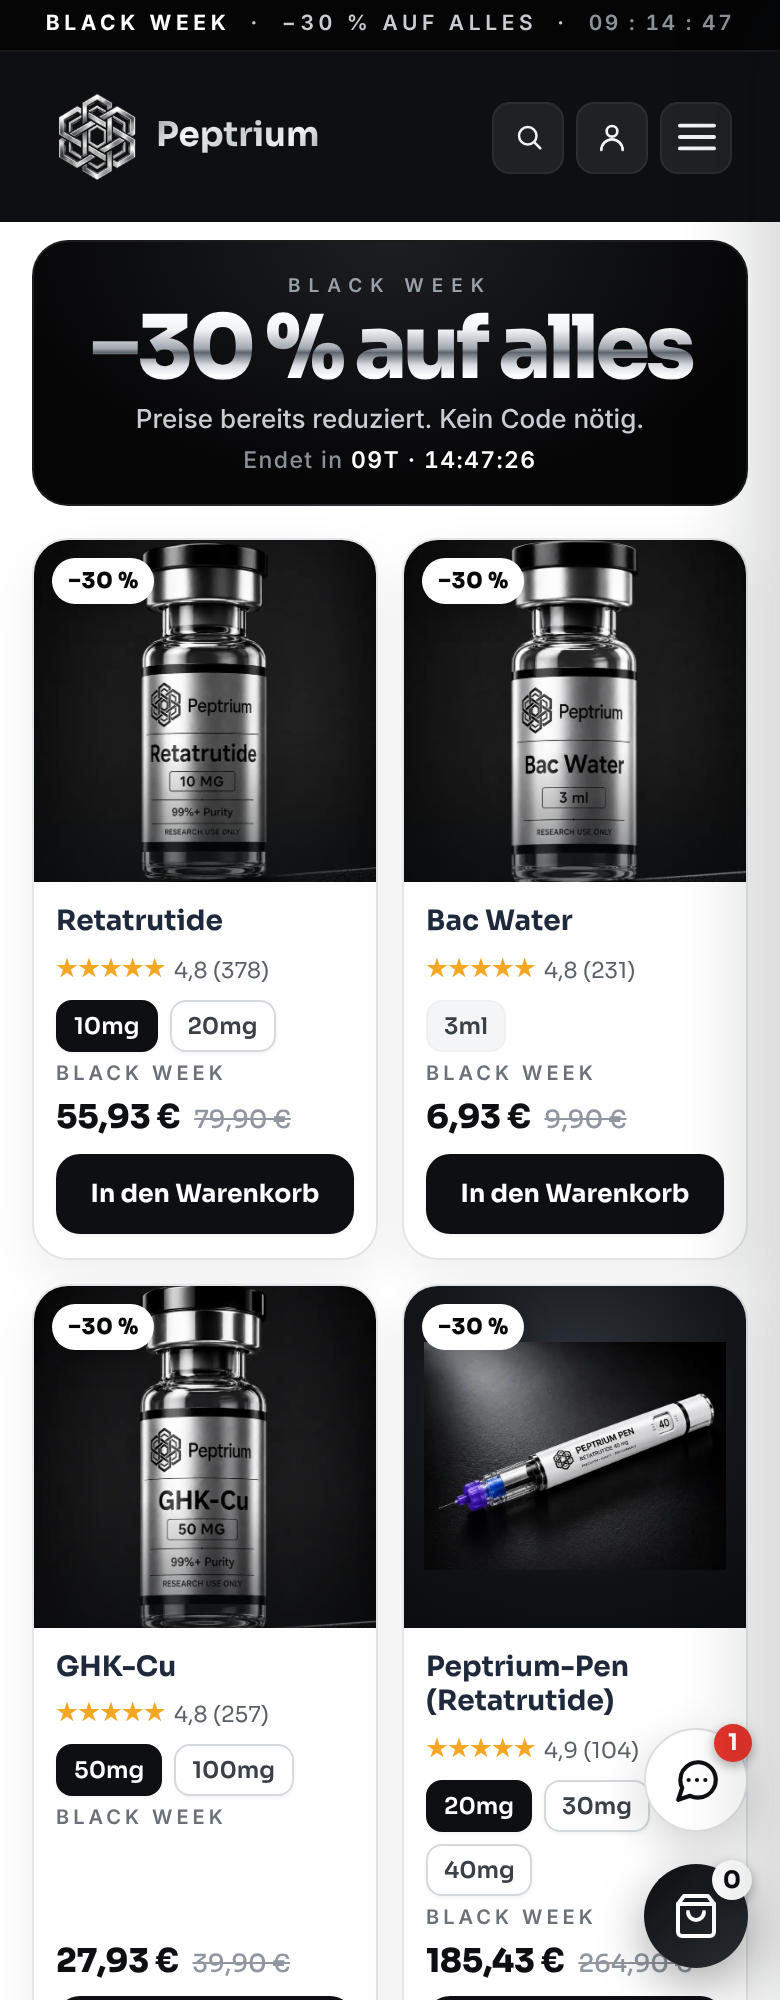 BLACK WEEK · –30 % AUF ALLES · 09 : 14 : 47
Peptrium
BLACK WEEK
–30 % auf alles
Preise bereits reduziert. Kein Code nötig.
Endet in 09T · 14:47:26
–30 %
Peptrium
Retatrutide
10 MG
99%+ Purity
RESEARCH USE ONLY
–30 %
Peptrium
Bac Water
3 ml
RESEARCH USE ONLY
Retatrutide
★★★★★ 4,8 (378)
10mg 20mg
BLACK WEEK
55,93 € 79,90 €
In den Warenkorb
Bac Water
★★★★★ 4,8 (231)
3ml
BLACK WEEK
6,93 € 9,90 €
In den Warenkorb
–30 %
Peptrium
GHK-Cu
50 MG
99%+ Purity
RESEARCH USE ONLY
–30 %
PEPTRIUM PEN
RETATRUTIDE 40 mg
40
GHK-Cu
★★★★★ 4,8 (257)
50mg 100mg
BLACK WEEK
27,93 € 39,90 €
Peptrium-Pen
(Retatrutide)
★★★★★ 4,9 (104)
20mg 30mg
40mg
BLACK WEEK
185,43 € 264,90 €
1
0